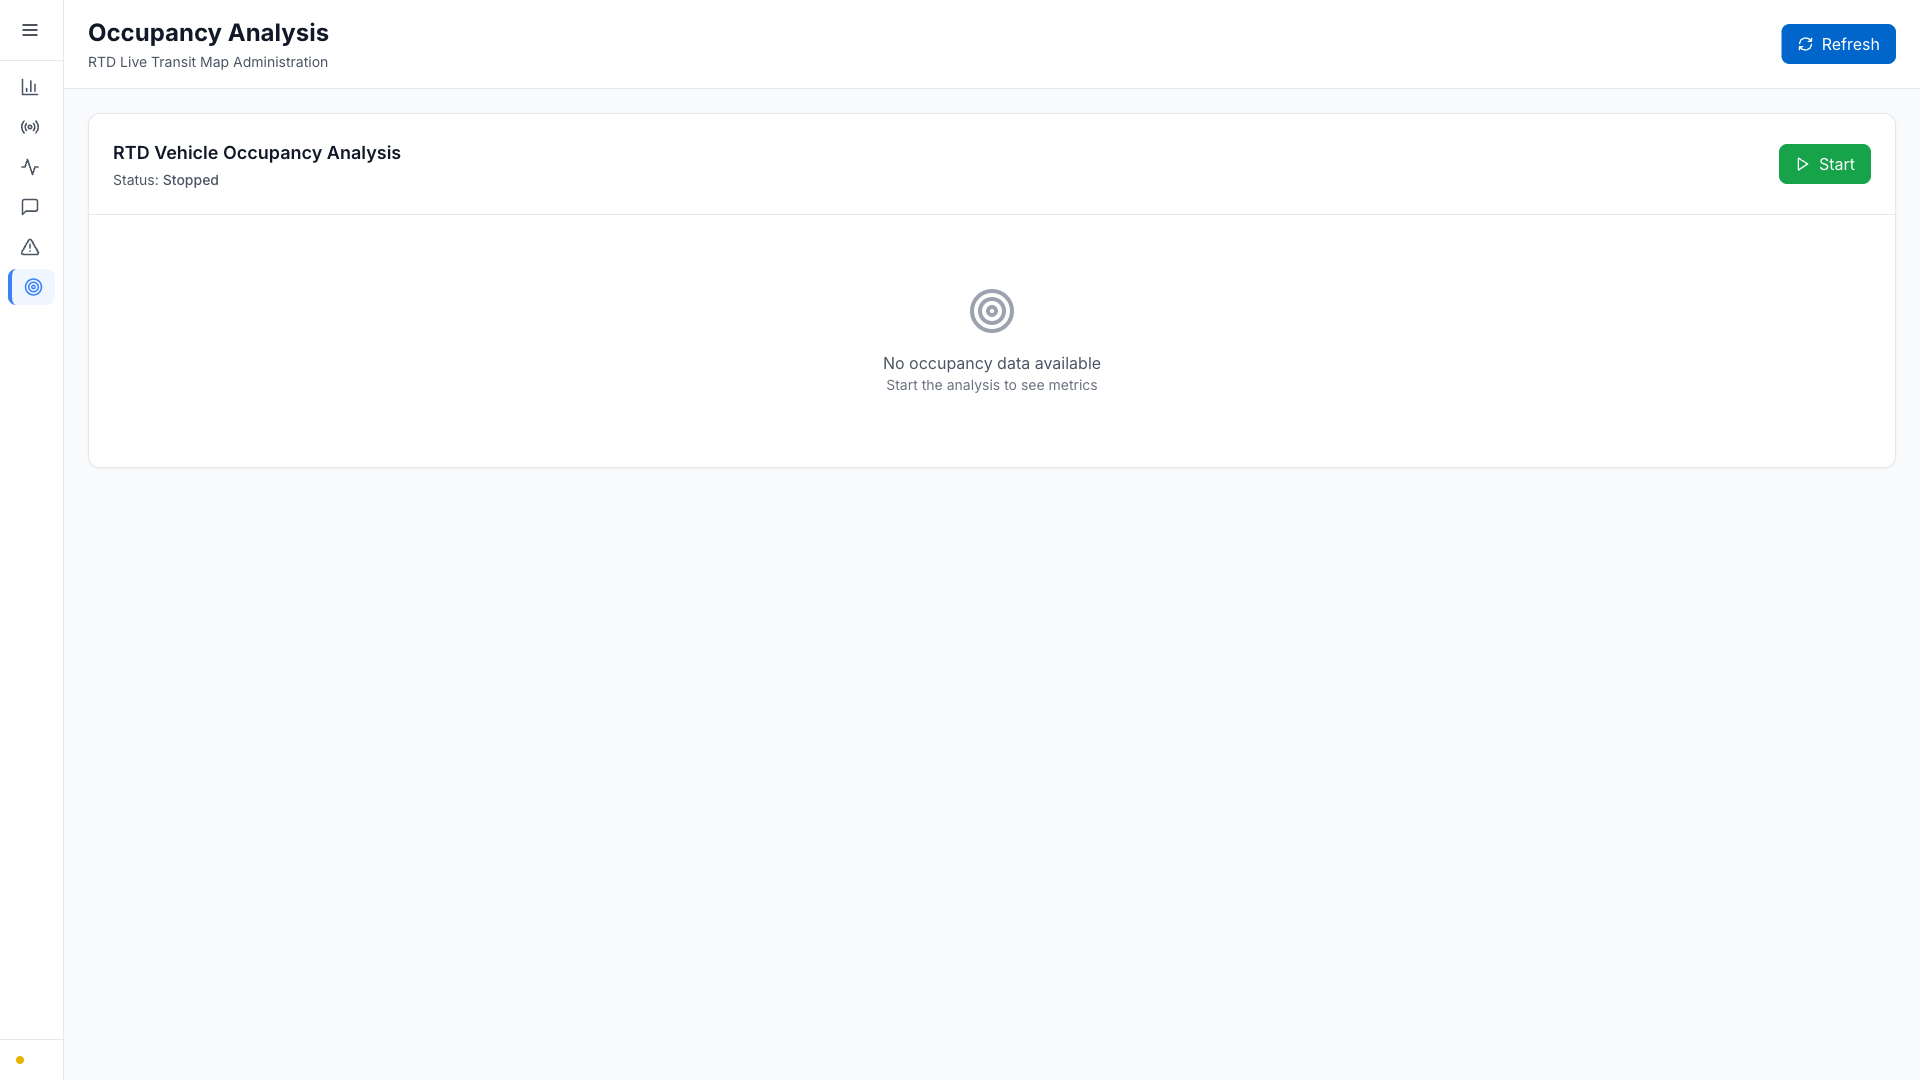 Occupancy Analysis
RTD Live Transit Map Administration
Refresh
RTD Vehicle Occupancy Analysis
Status: Stopped
Start
No occupancy data available
Start the analysis to see metrics